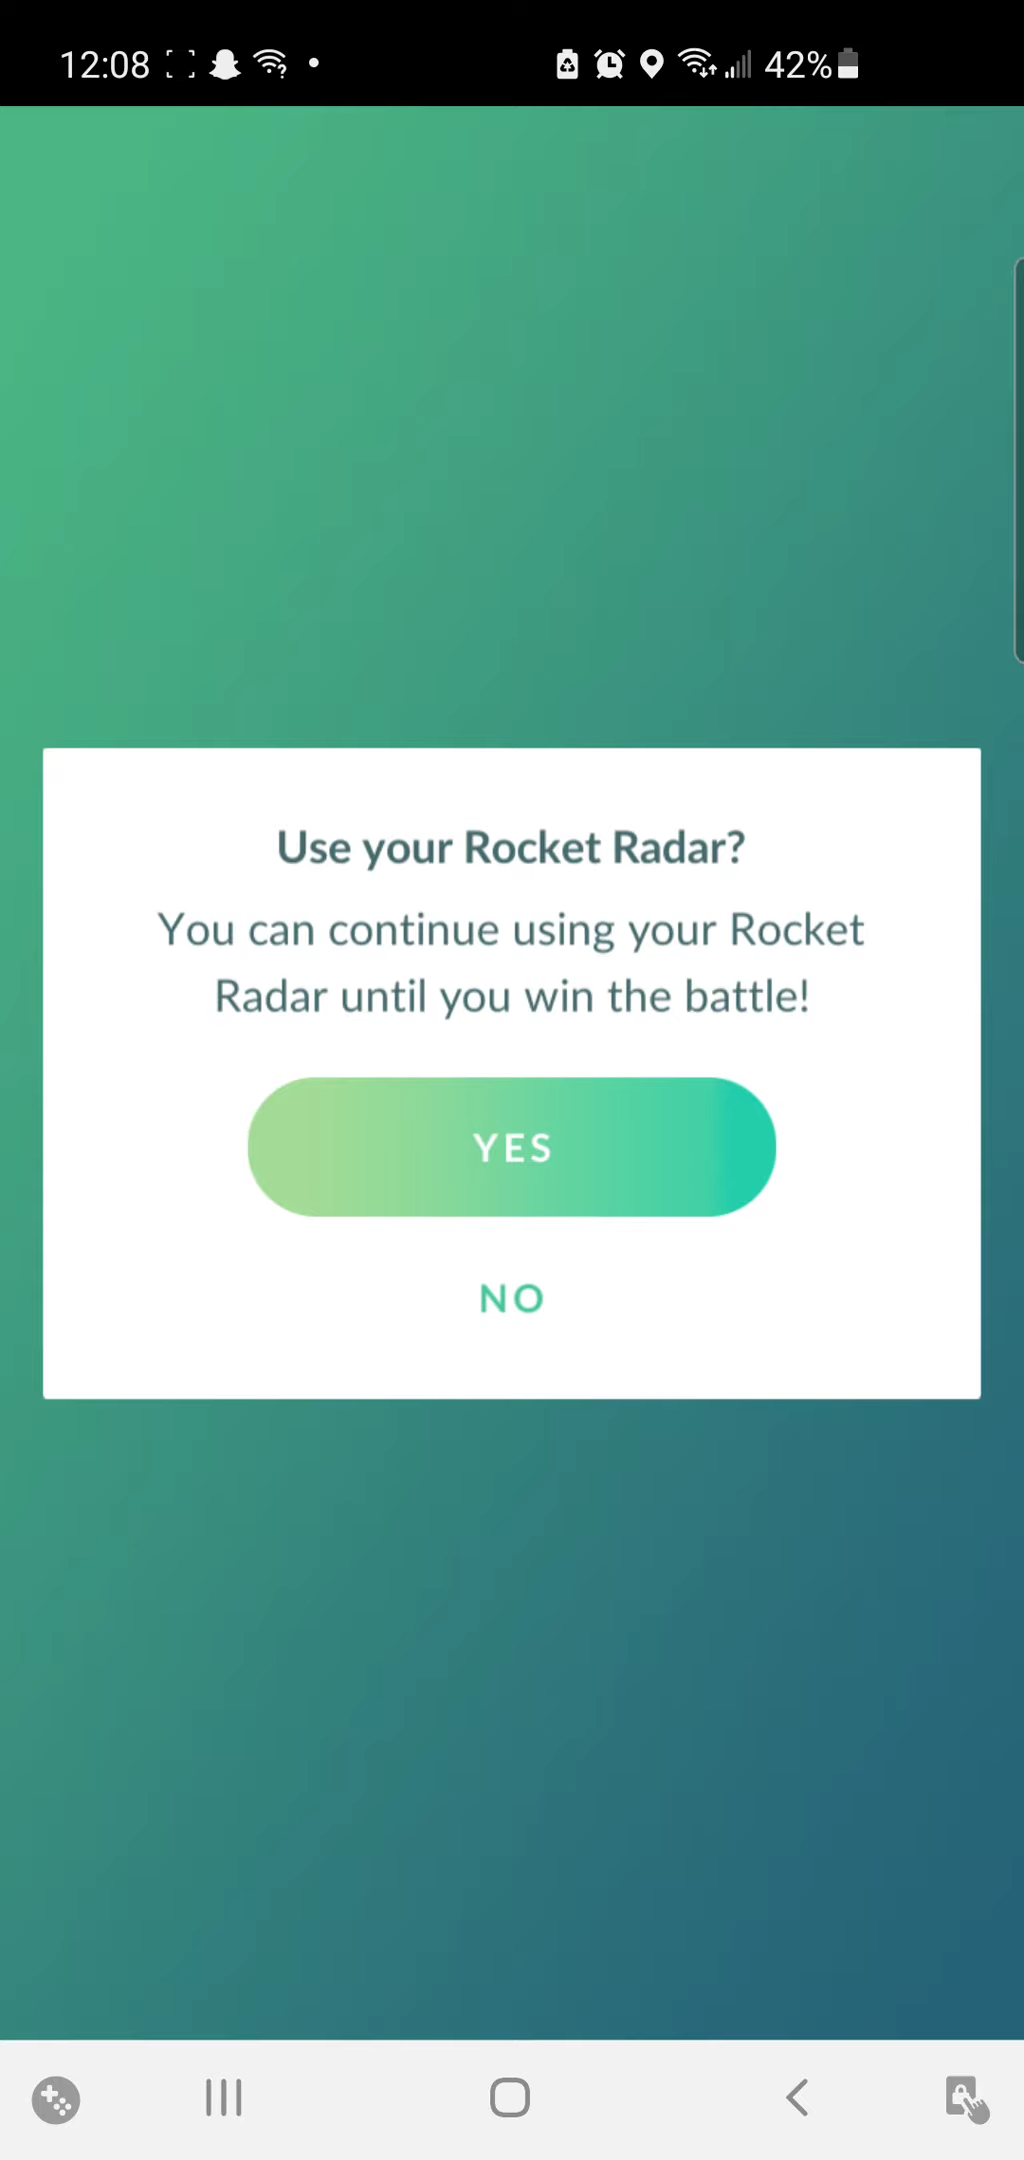 12:08 42%
Use your Rocket Radar?
You can continue using your Rocket
Radar until you win the battle!
YES
NO